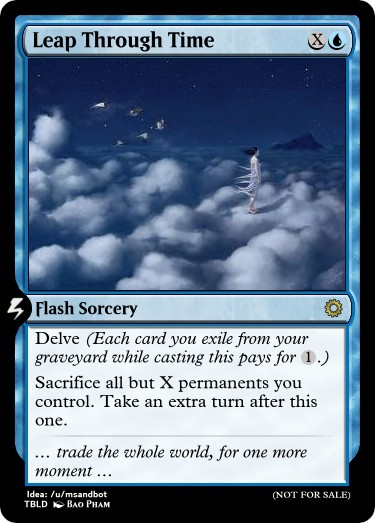 Leap Through Time
X
Flash Sorcery
Delve (Each card you exile from your
graveyard while casting this pays for 1.)
Sacrifice all but X permanents you
control. Take an extra turn after this
one.
… trade the whole world, for one more
moment …
Idea: /u/msandbot
TBLD Bao Pham
(NOT FOR SALE)